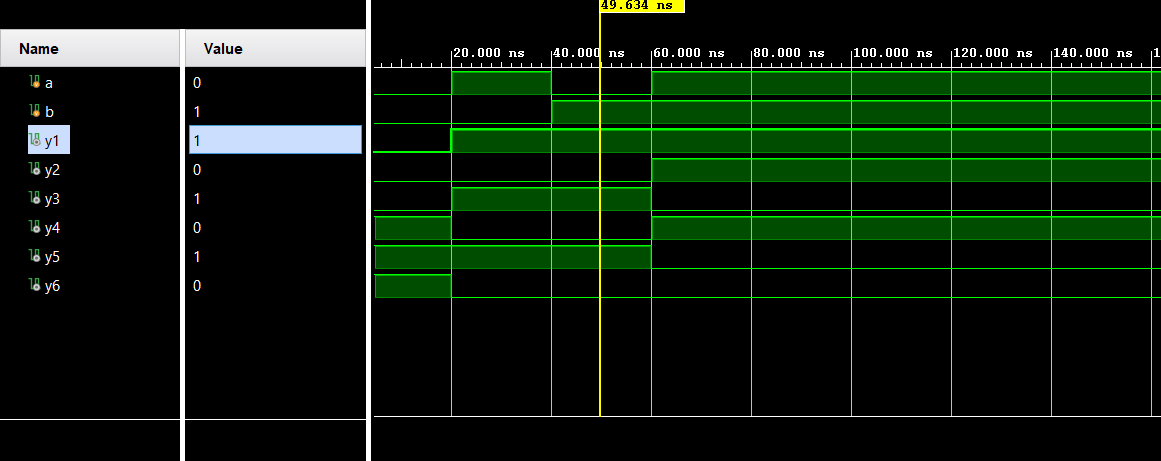 49.634 ns
Name Value
20.000 ns 40.000 ns 60.000 ns 80.000 ns 100.000 ns 120.000 ns 140.000 ns 1
a 0
b 1
y1 1
y2 0
y3 1
y4 0
y5 1
y6 0